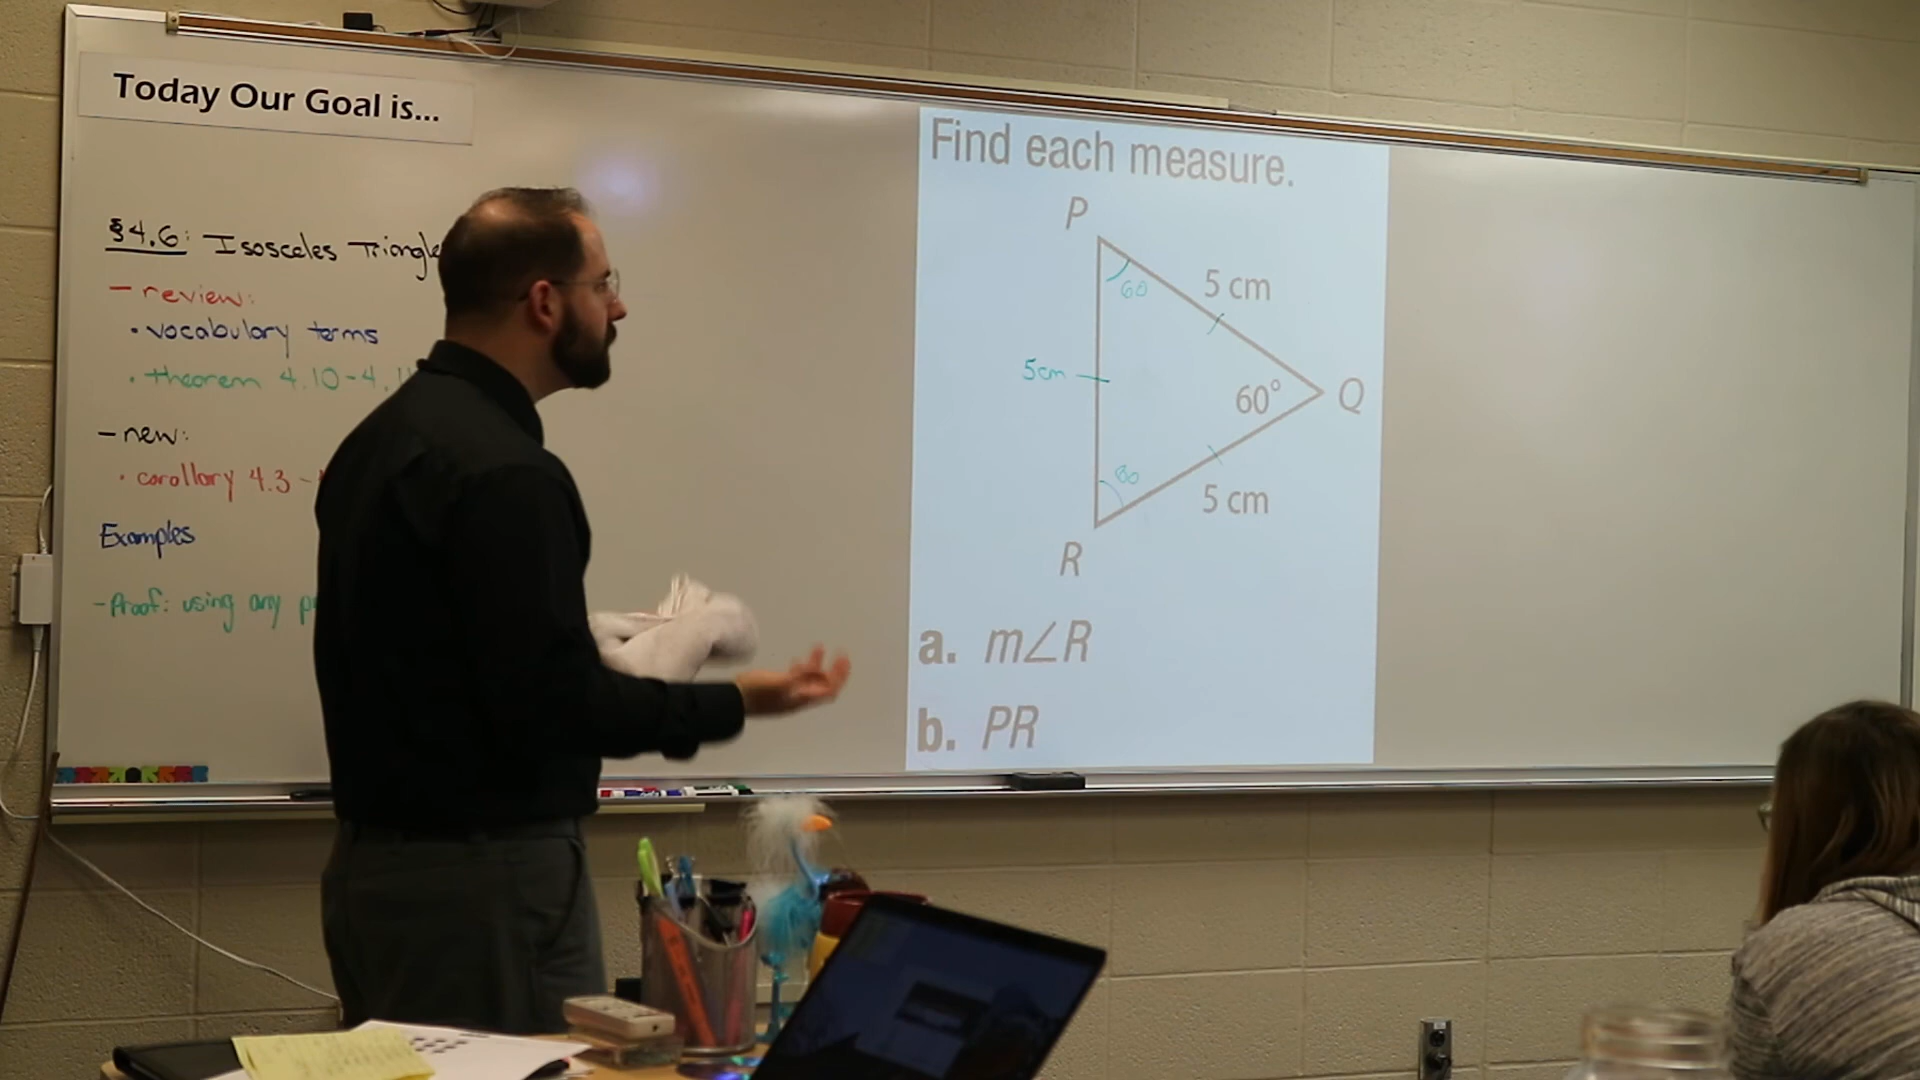 Today Our Goal is...
§4.6: Isosceles Triangle
- review:
• vocabulary terms
• theorem 4.10-4.
- new:
• corollary 4.3 -
Examples
- Proof: using any
Find each measure.
P
60
5 cm
5cm
60°
Q
60
5 cm
R
a. m∠R
b. PR